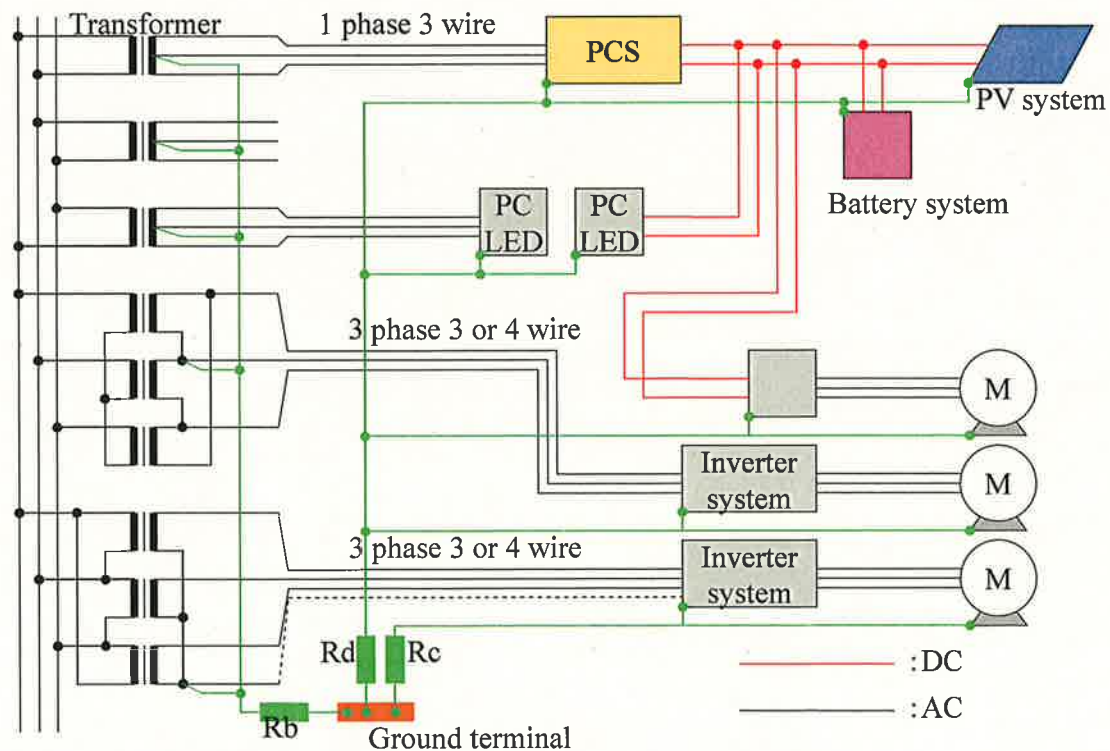 Transformer
1 phase 3 wire
PCS
PV system
Battery system
PC
LED
PC
LED
3 phase 3 or 4 wire
M
Inverter
system
M
3 phase 3 or 4 wire
Inverter
system
M
Rd
Rc
:DC
Rb
:AC
Ground terminal